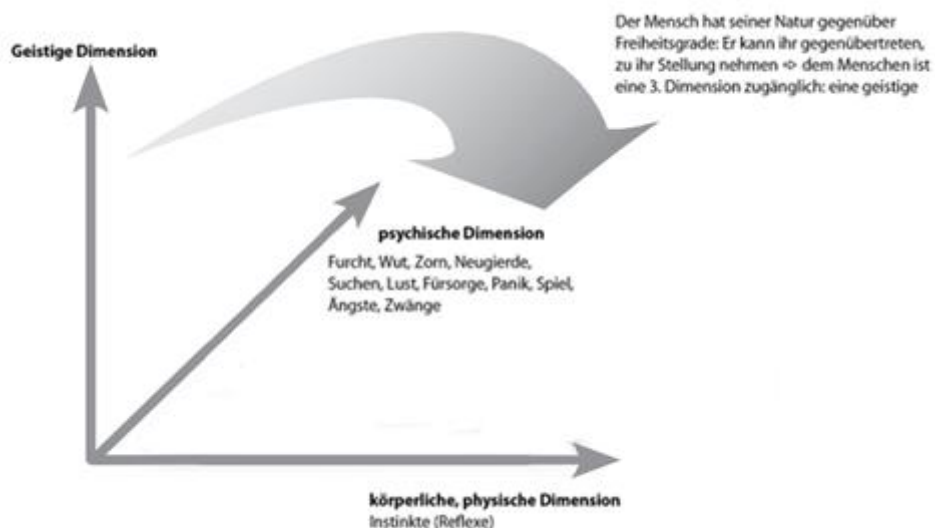 Geistige Dimension
Der Mensch hat seiner Natur gegenüber
Freiheitsgrade: Er kann ihr gegenübertreten,
zu ihr Stellung nehmen <> dem Menschen ist
eine 3. Dimension zugänglich: eine geistige
psychische Dimension
Furcht, Wut, Zorn, Neugierde,
Suchen, Lust, Fürsorge, Panik, Spiel,
Ängste, Zwänge
körperliche, physische Dimension
Instinkte (Reflexe)